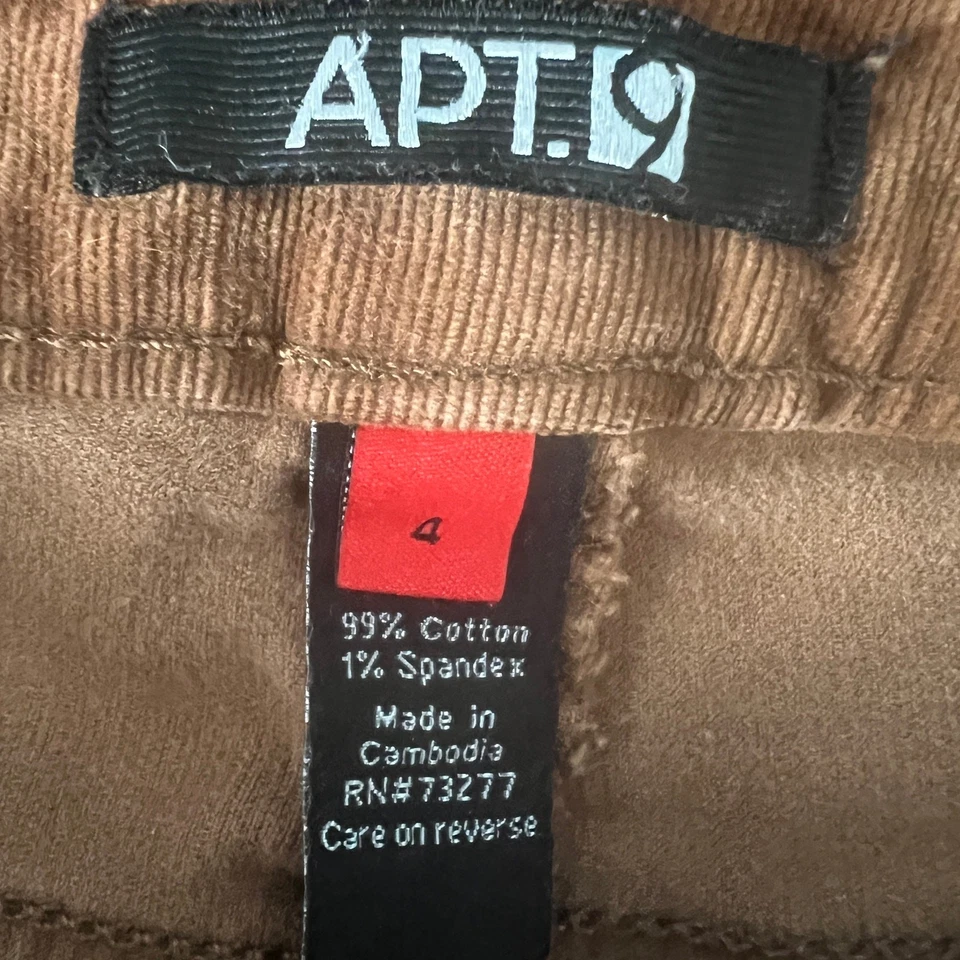 APT.9
4
99% Cotton
1% Spandex
Made in
Cambodia
RN#73277
Care on reverse